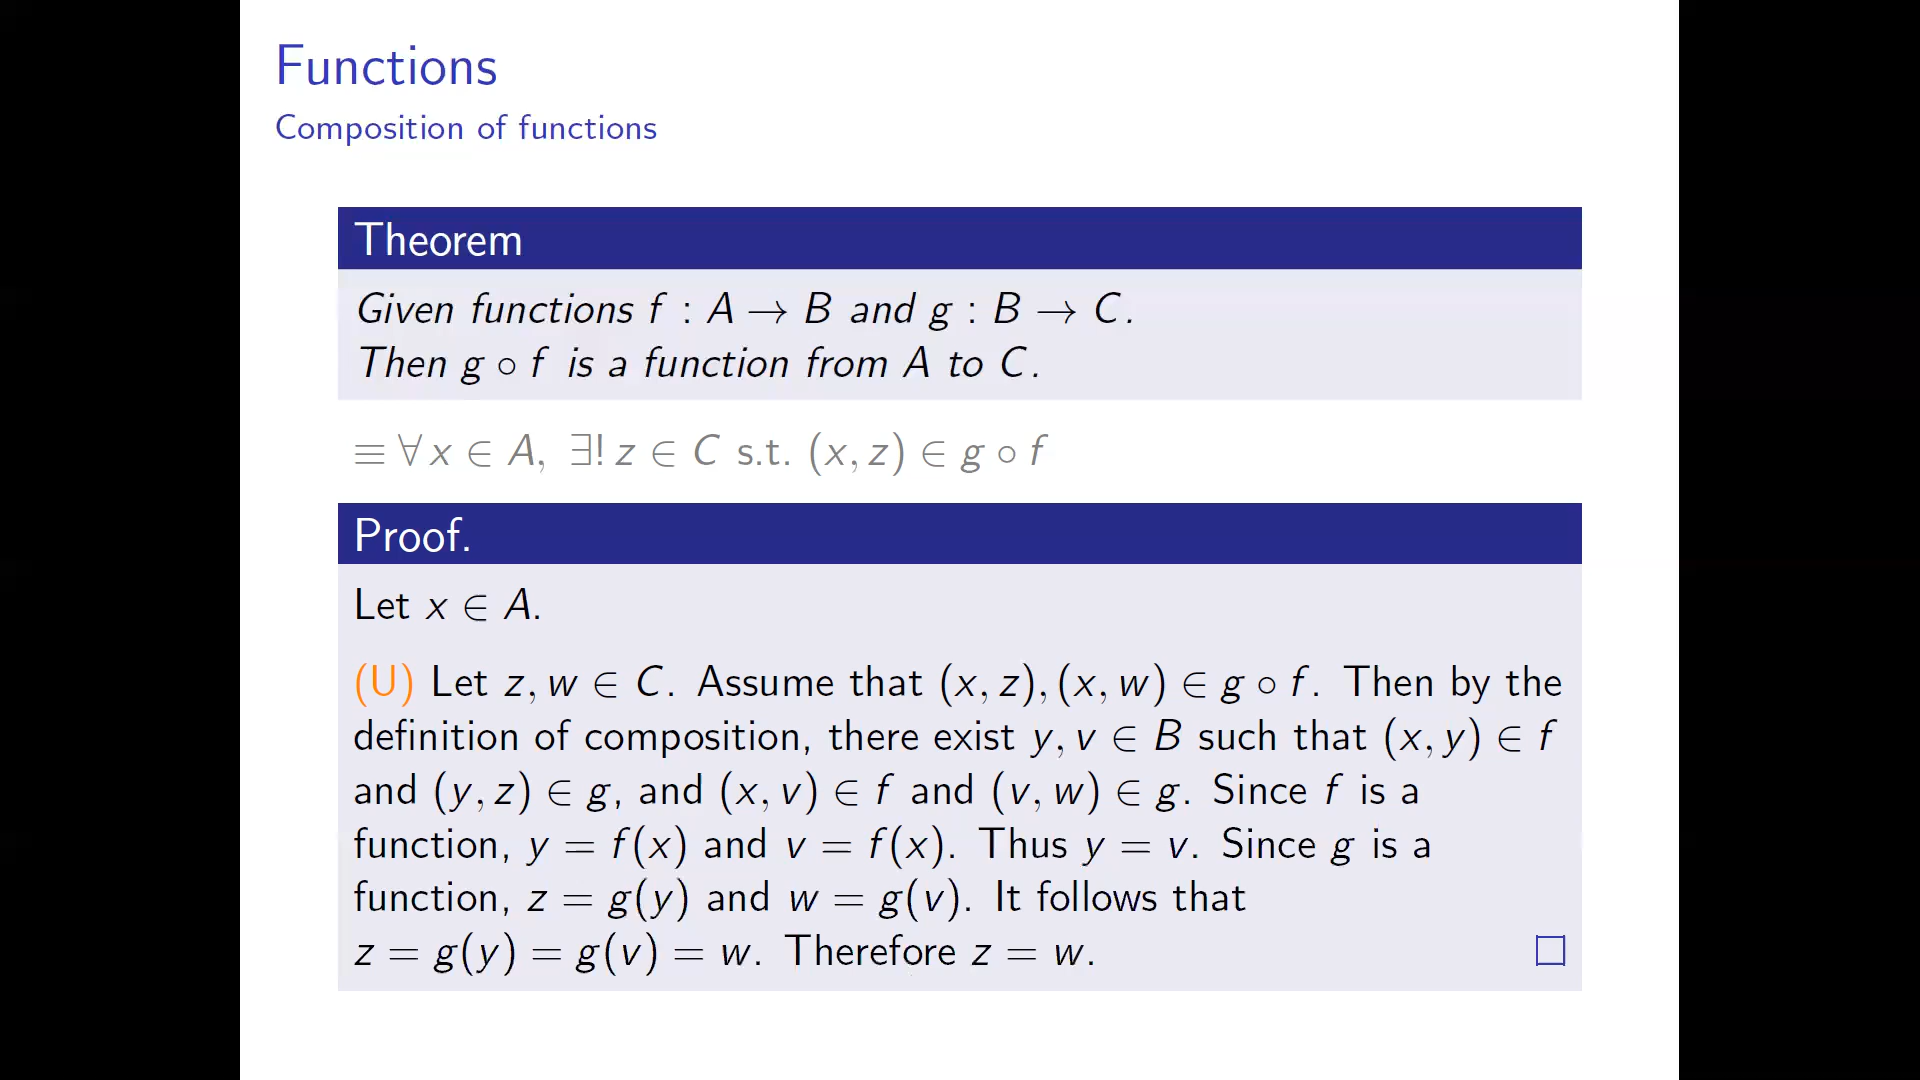 Functions
Composition of functions
Theorem
Given functions f : A → B and g : B → C.
Then g ∘ f is a function from A to C.
≡ ∀ x ∈ A, ∃! z ∈ C s.t. (x, z) ∈ g ∘ f
Proof.
Let x ∈ A.
(U) Let z, w ∈ C. Assume that (x, z), (x, w) ∈ g ∘ f. Then by the
definition of composition, there exist y, v ∈ B such that (x, y) ∈ f
and (y, z) ∈ g, and (x, v) ∈ f and (v, w) ∈ g. Since f is a
function, y = f(x) and v = f(x). Thus y = v. Since g is a
function, z = g(y) and w = g(v). It follows that
z = g(y) = g(v) = w. Therefore z = w. □